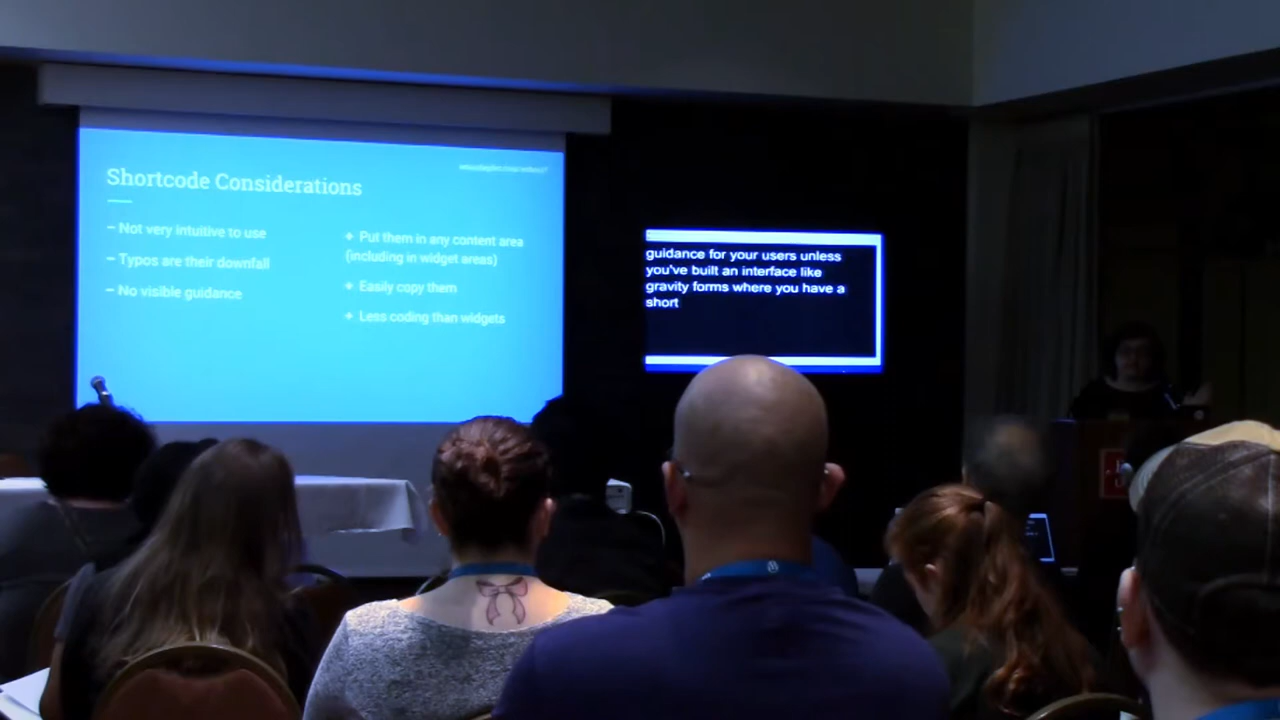 Shortcode Considerations
– Not very intuitive to use
– Typos are their downfall
– No visible guidance
+ Put them in any content area
(including in widget areas)
+ Easily copy them
+ Less coding than widgets
guidance for your users unless
you've built an interface like
gravity forms where you have a
short